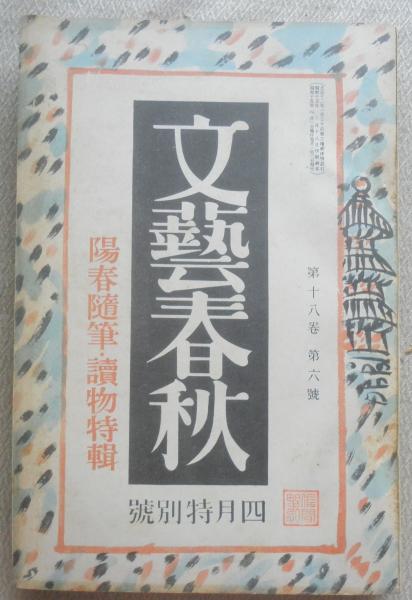 文藝春秋
第十八卷 第六號
陽春隨筆·讀物特輯
四月特別號